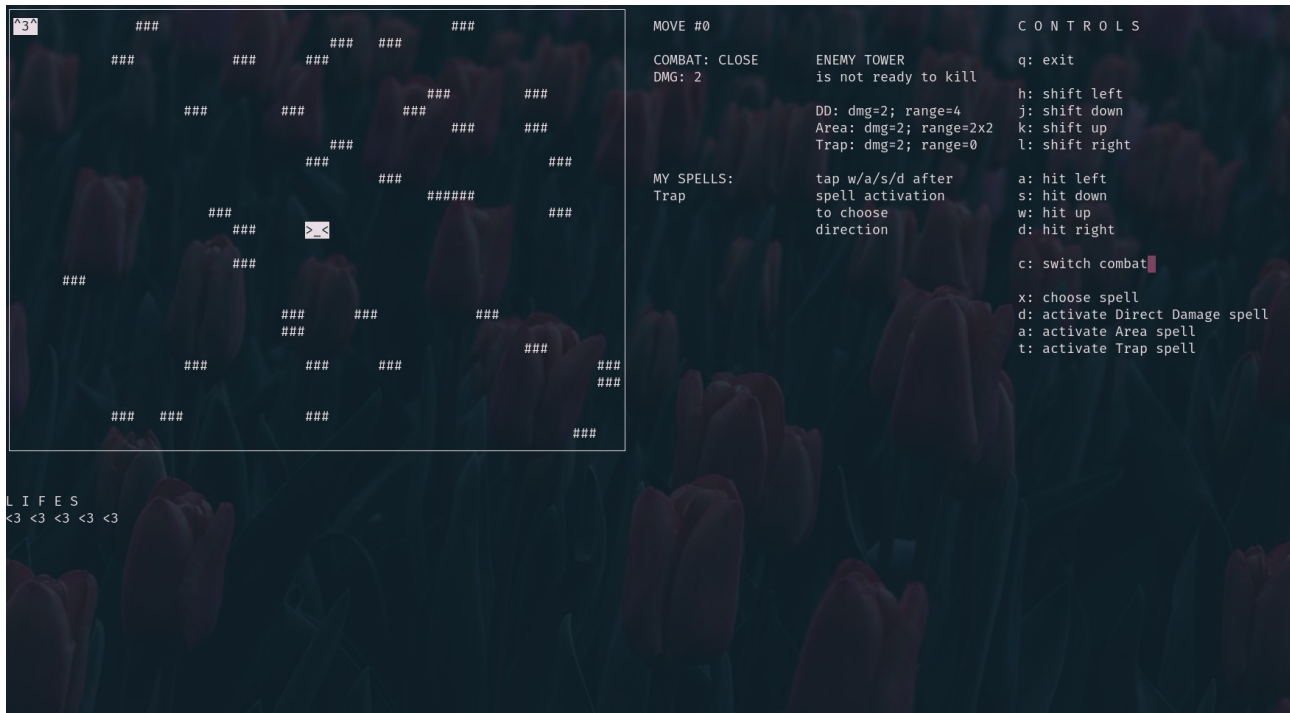 ^3^ ### ### MOVE #0 C O N T R O L S
### ###
### ### ### COMBAT: CLOSE ENEMY TOWER q: exit
DMG: 2 is not ready to kill
### ### h: shift left
### ### ### DD: dmg=2; range=4 j: shift down
### ### Area: dmg=2; range=2x2 k: shift up
### Trap: dmg=2; range=0 l: shift right
### ###
### MY SPELLS: tap w/a/s/d after a: hit left
###### Trap spell activation s: hit down
### ### to choose w: hit up
### >_< direction d: hit right
### c: switch combat
###
x: choose spell
### ### ### d: activate Direct Damage spell
### a: activate Area spell
### t: activate Trap spell
### ### ### ###
###
### ### ###
###
L I F E S
<3 <3 <3 <3 <3